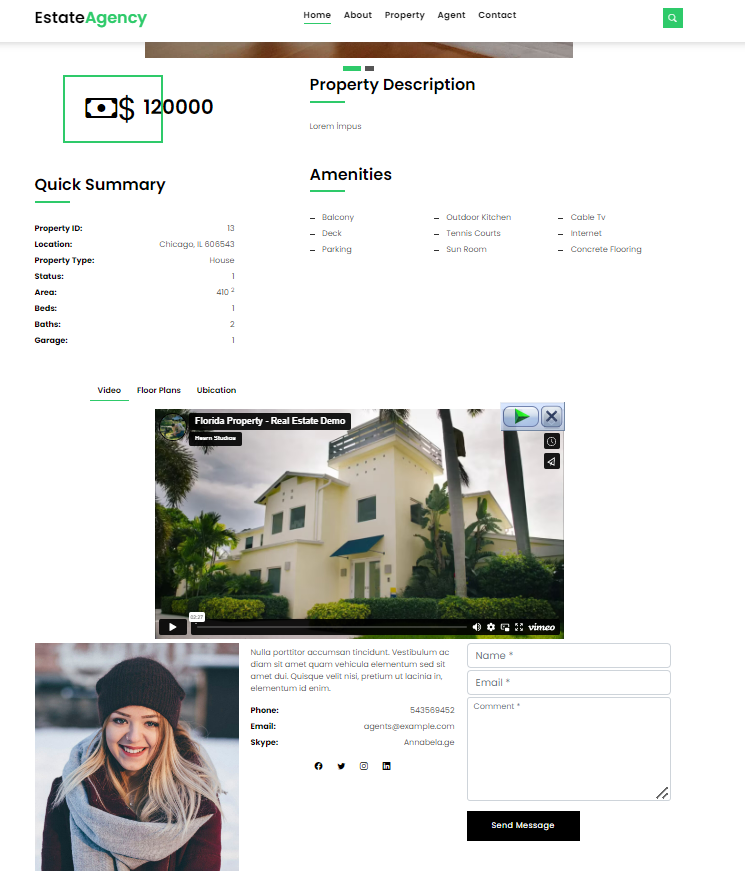 EstateAgency
Home About Property Agent Contact
$ 120000
Property Description
Lorem İmpus
Quick Summary
Property ID: 13
Location: Chicago, IL 606543
Property Type: House
Status: 1
Area: 410 2
Beds: 1
Baths: 2
Garage: 1
Amenities
Balcony Outdoor Kitchen Cable Tv
Deck Tennis Courts Internet
Parking Sun Room Concrete Flooring
Video Floor Plans Ubication
Florida Property - Real Estate Demo
Hearn Studios
02:27
vimeo
Nulla porttitor accumsan tincidunt. Vestibulum ac
diam sit amet quam vehicula elementum sed sit
amet dui. Quisque velit nisi, pretium ut lacinia in,
elementum id enim.
Phone: 543569452
Email: agents@example.com
Skype: Annabela.ge
Name *
Email *
Comment *
Send Message